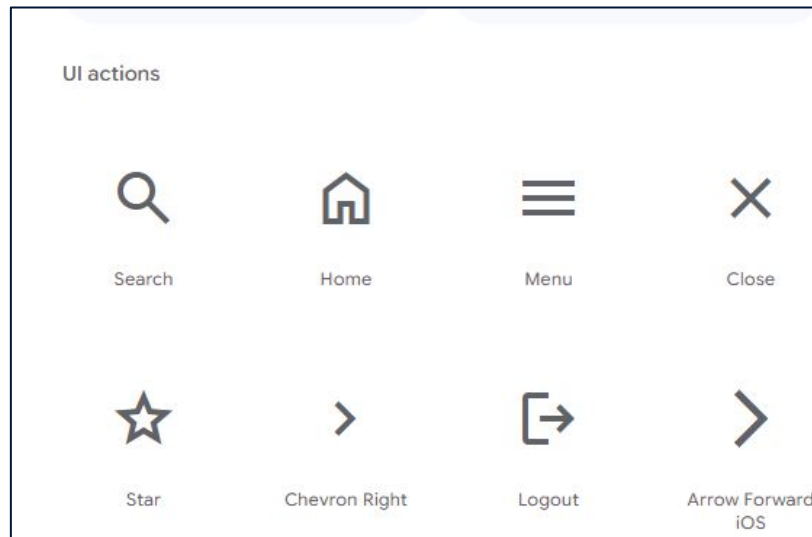 UI actions
Search
Home
Menu
Close
Star
Chevron Right
Logout
Arrow Forward
iOS